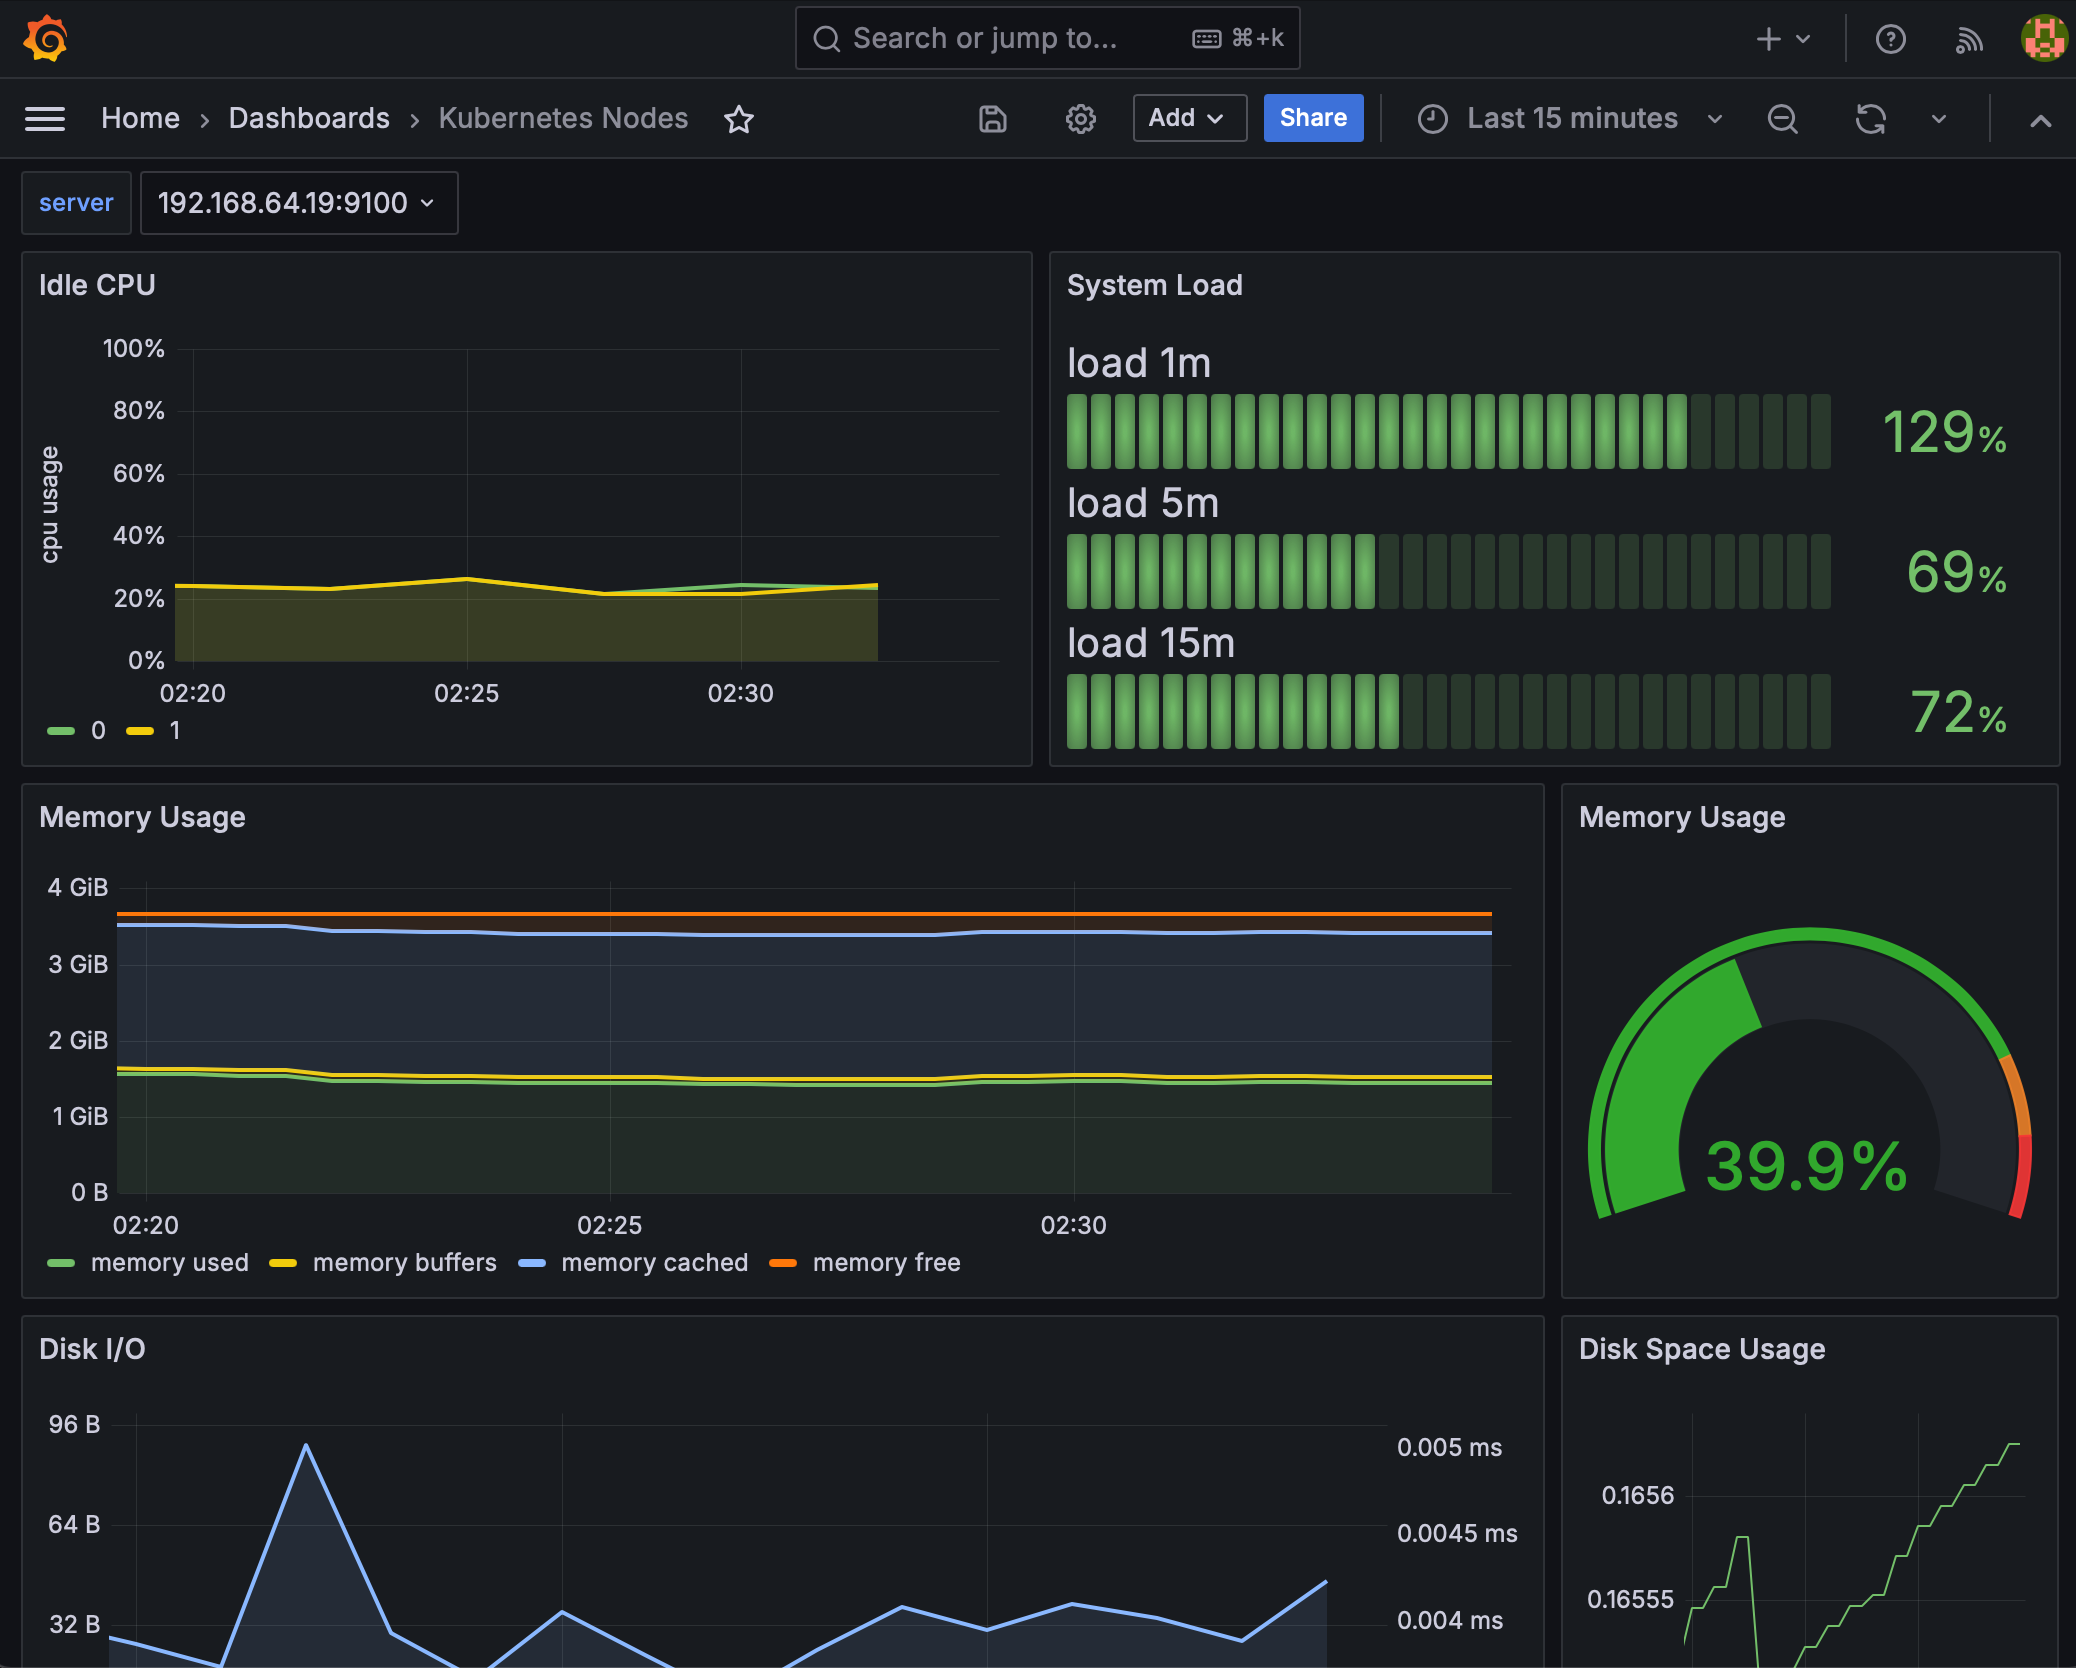 Search or jump to... ⌘+k
Home › Dashboards › Kubernetes Nodes
Add
Share
Last 15 minutes
server
192.168.64.19:9100
Idle CPU
cpu usage
100%
80%
60%
40%
20%
0%
02:20 02:25 02:30
0 1
System Load
load 1m
129%
load 5m
69%
load 15m
72%
Memory Usage
4 GiB
3 GiB
2 GiB
1 GiB
0 B
02:20 02:25 02:30
memory used memory buffers memory cached memory free
Memory Usage
39.9%
Disk I/O
96 B
64 B
32 B
0.005 ms
0.0045 ms
0.004 ms
Disk Space Usage
0.1656
0.16555